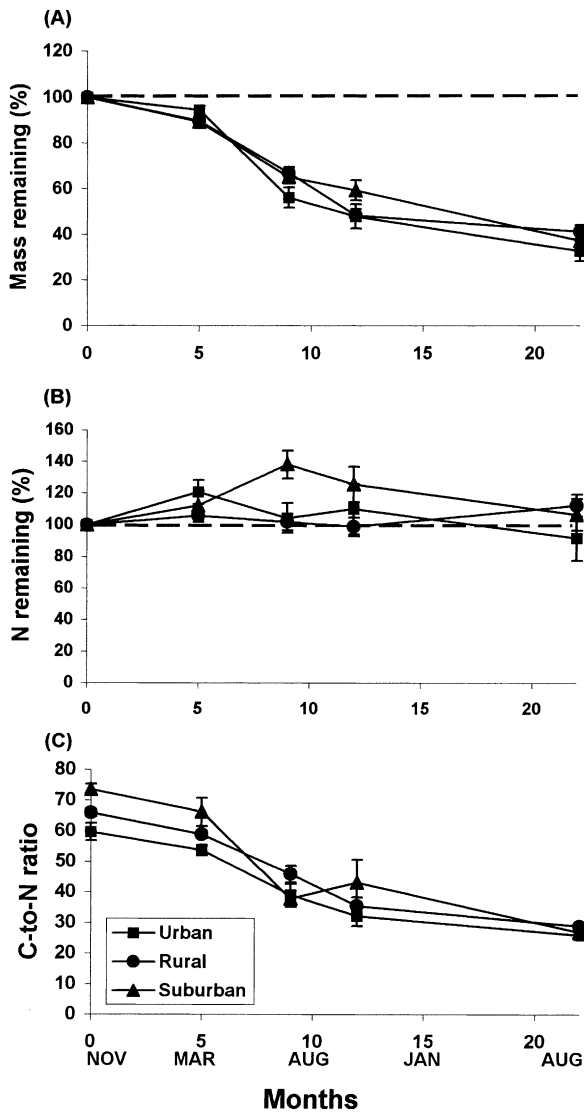 (A)
Mass remaining (%)
120
100
80
60
40
20
0
0 5 10 15 20
(B)
N remaining (%)
160
140
120
100
80
60
40
20
0
0 5 10 15 20
(C)
C-to-N ratio
80
70
60
50
40
30
20
10
0
Urban
Rural
Suburban
0 5 10 15 20
NOV MAR AUG JAN AUG
Months